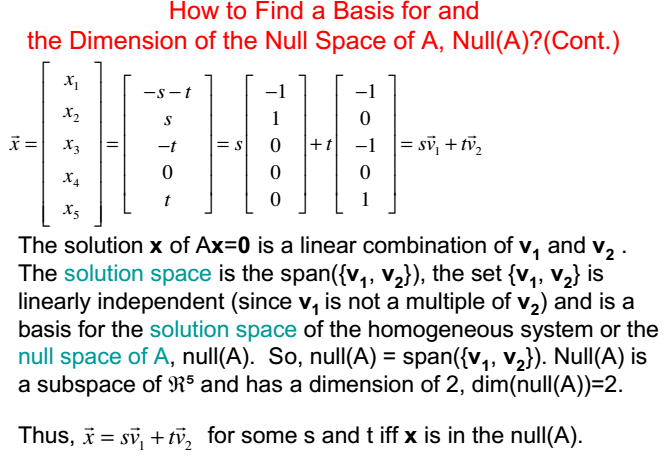 How to Find a Basis for and
the Dimension of the Null Space of A, Null(A)?(Cont.)
x⃗ = [x₁ x₂ x₃ x₄ x₅] = [−s−t s −t 0 t] = s [−1 1 0 0 0] + t [−1 0 −1 0 1] = sv⃗₁ + tv⃗₂
The solution x of Ax=0 is a linear combination of v₁ and v₂ .
The solution space is the span({v₁, v₂}), the set {v₁, v₂} is
linearly independent (since v₁ is not a multiple of v₂) and is a
basis for the solution space of the homogeneous system or the
null space of A, null(A). So, null(A) = span({v₁, v₂}). Null(A) is
a subspace of ℜ⁵ and has a dimension of 2, dim(null(A))=2.
Thus, x⃗ = sv⃗₁ + tv⃗₂ for some s and t iff x is in the null(A).